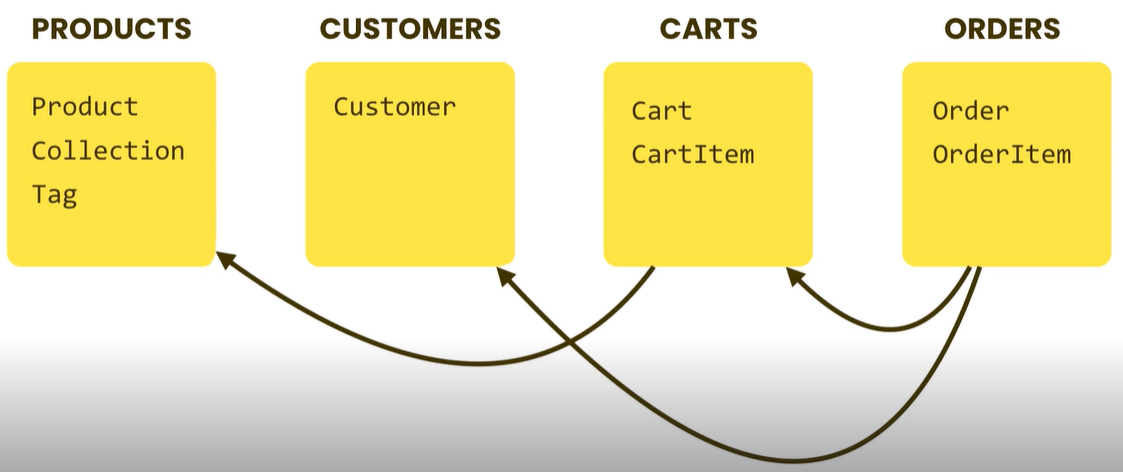 PRODUCTS
Product
Collection
Tag
CUSTOMERS
Customer
CARTS
Cart
CartItem
ORDERS
Order
OrderItem